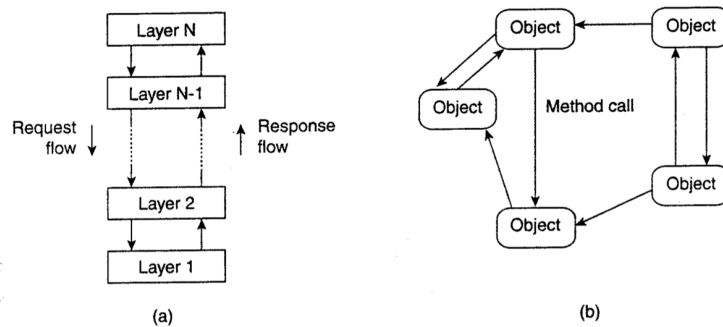 Layer N
Layer N-1
Request
flow
Response
flow
Layer 2
Layer 1
(a)
Object
Object
Object
Method call
Object
Object
(b)